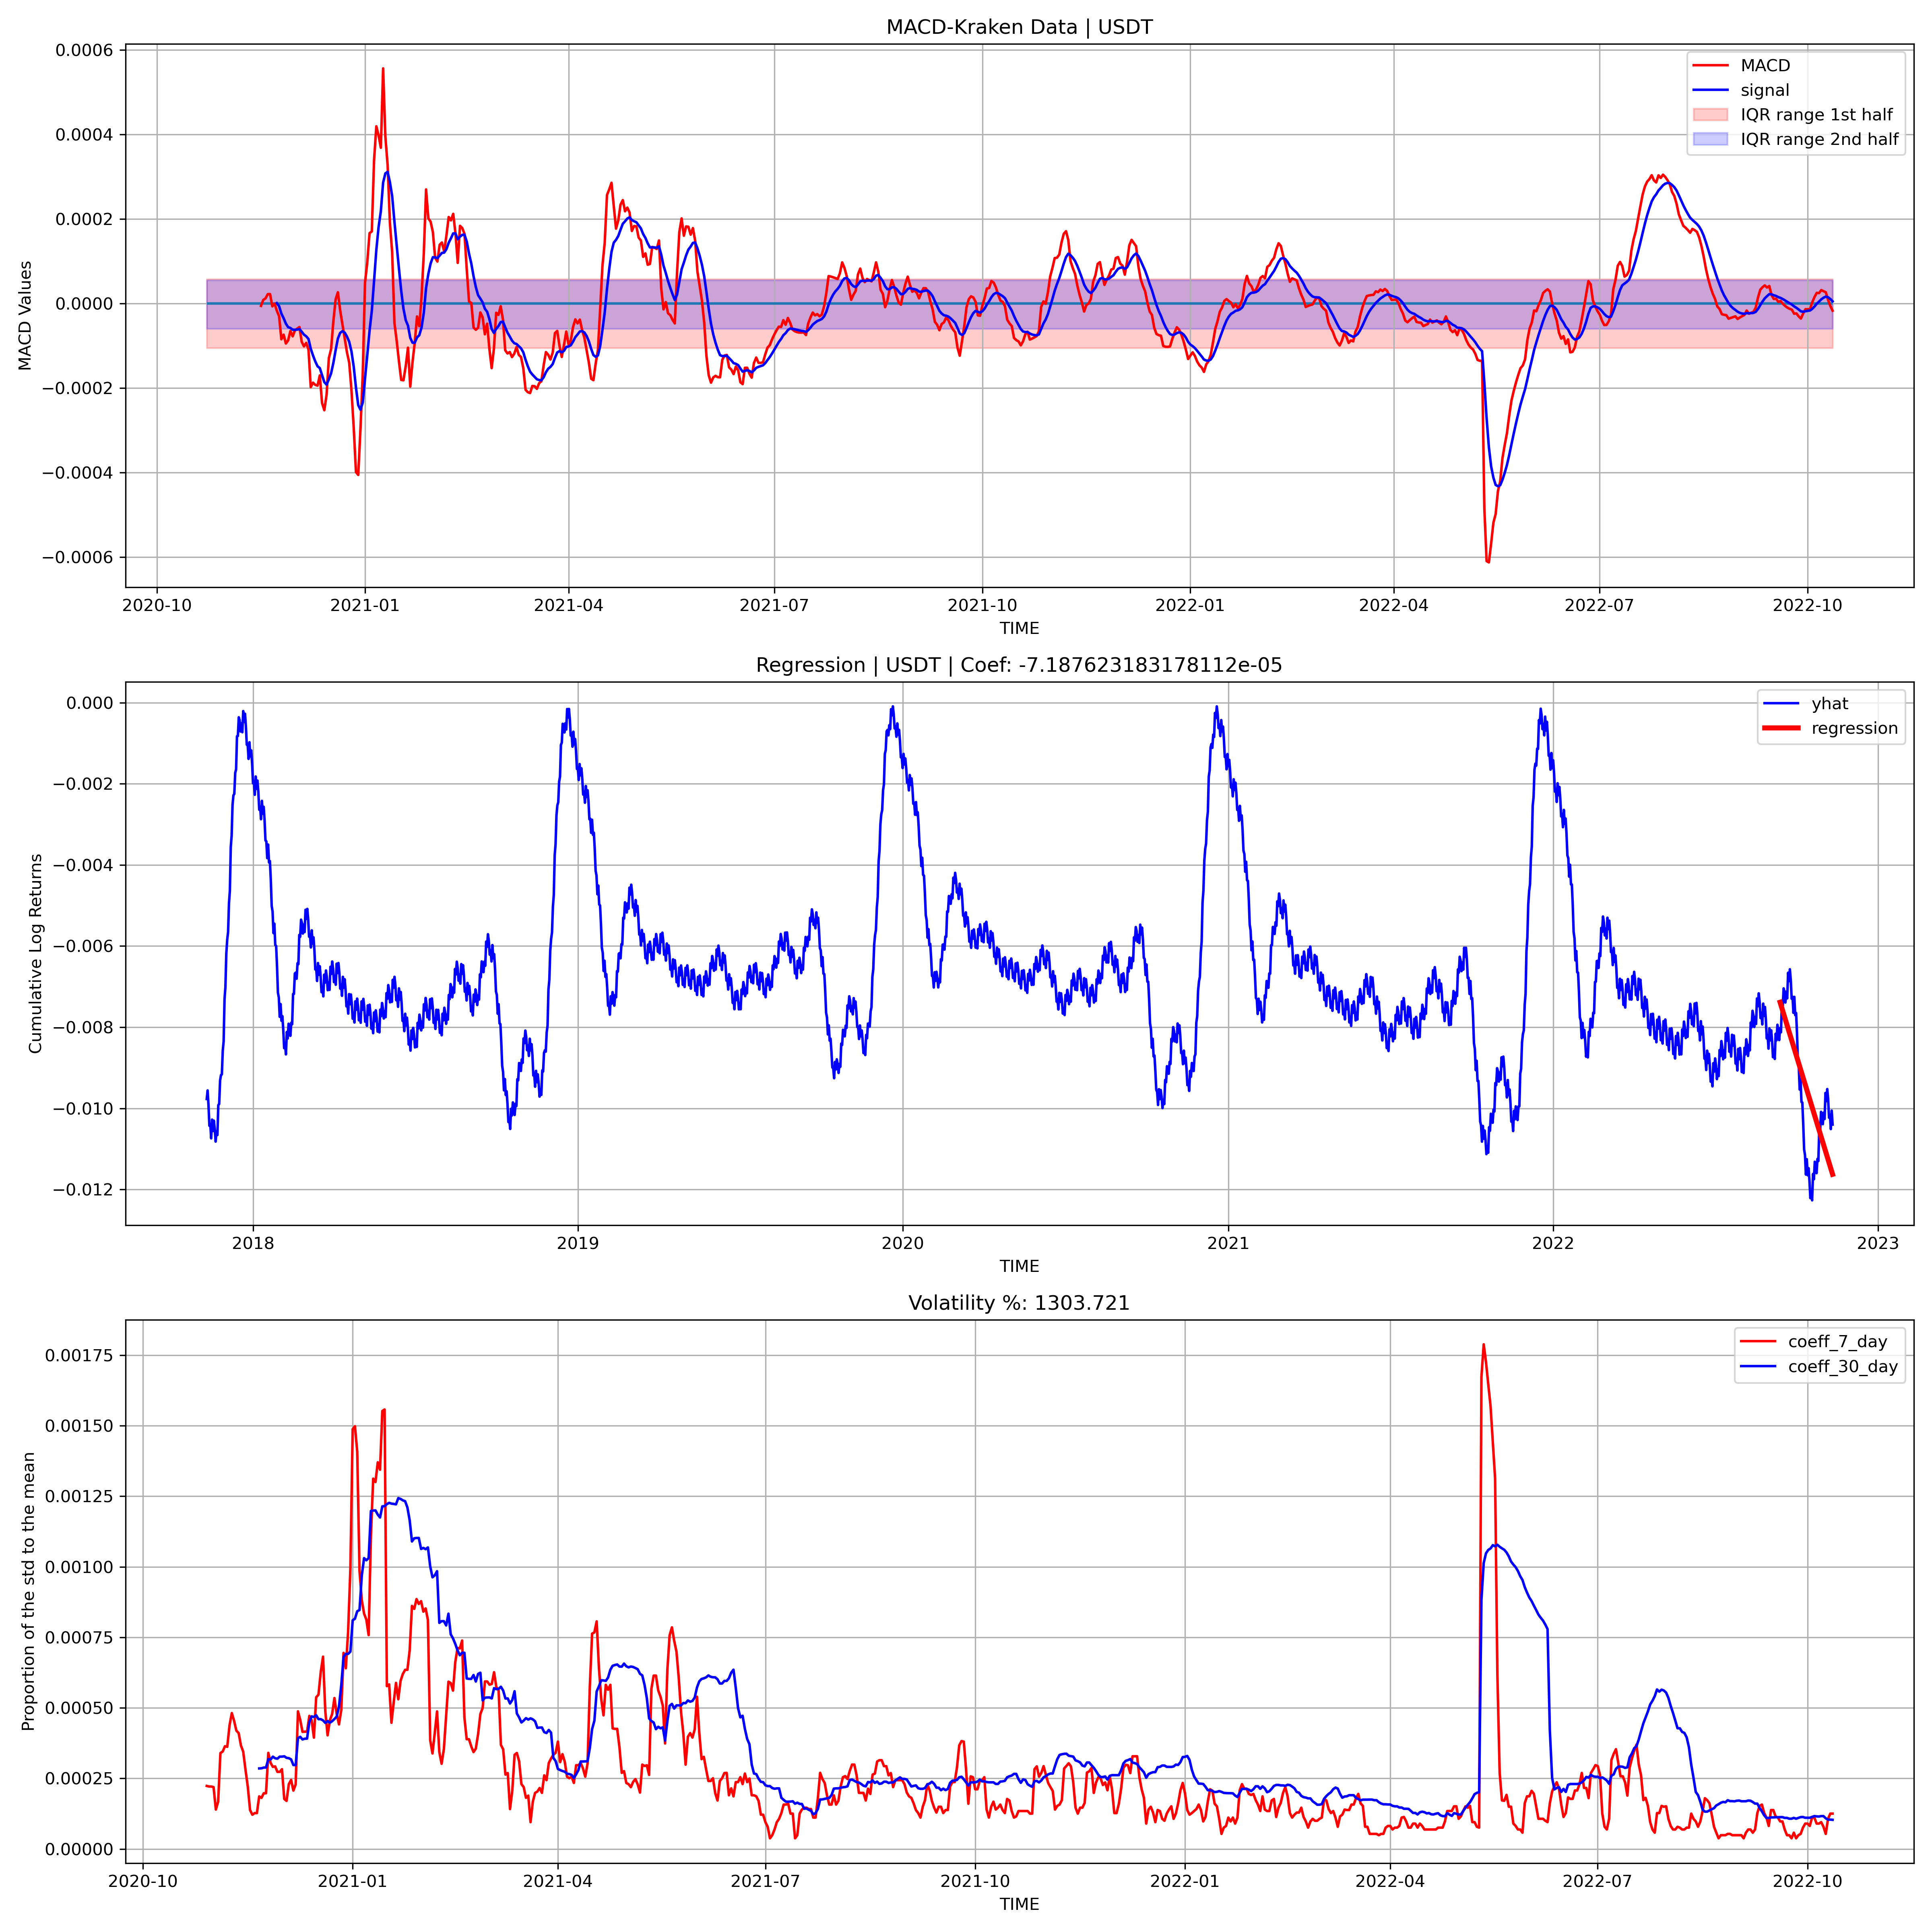 MACD-Kraken Data | USDT
MACD Values
0.0006
0.0004
0.0002
0.0000
−0.0002
−0.0004
−0.0006
MACD
signal
IQR range 1st half
IQR range 2nd half
2020-10 2021-01 2021-04 2021-07 2021-10 2022-01 2022-04 2022-07 2022-10
TIME
Regression | USDT | Coef: -7.187623183178112e-05
Cumulative Log Returns
0.000
−0.002
−0.004
−0.006
−0.008
−0.010
−0.012
yhat
regression
2018 2019 2020 2021 2022 2023
TIME
Volatility %: 1303.721
Proportion of the std to the mean
0.00175
0.00150
0.00125
0.00100
0.00075
0.00050
0.00025
0.00000
coeff_7_day
coeff_30_day
2020-10 2021-01 2021-04 2021-07 2021-10 2022-01 2022-04 2022-07 2022-10
TIME